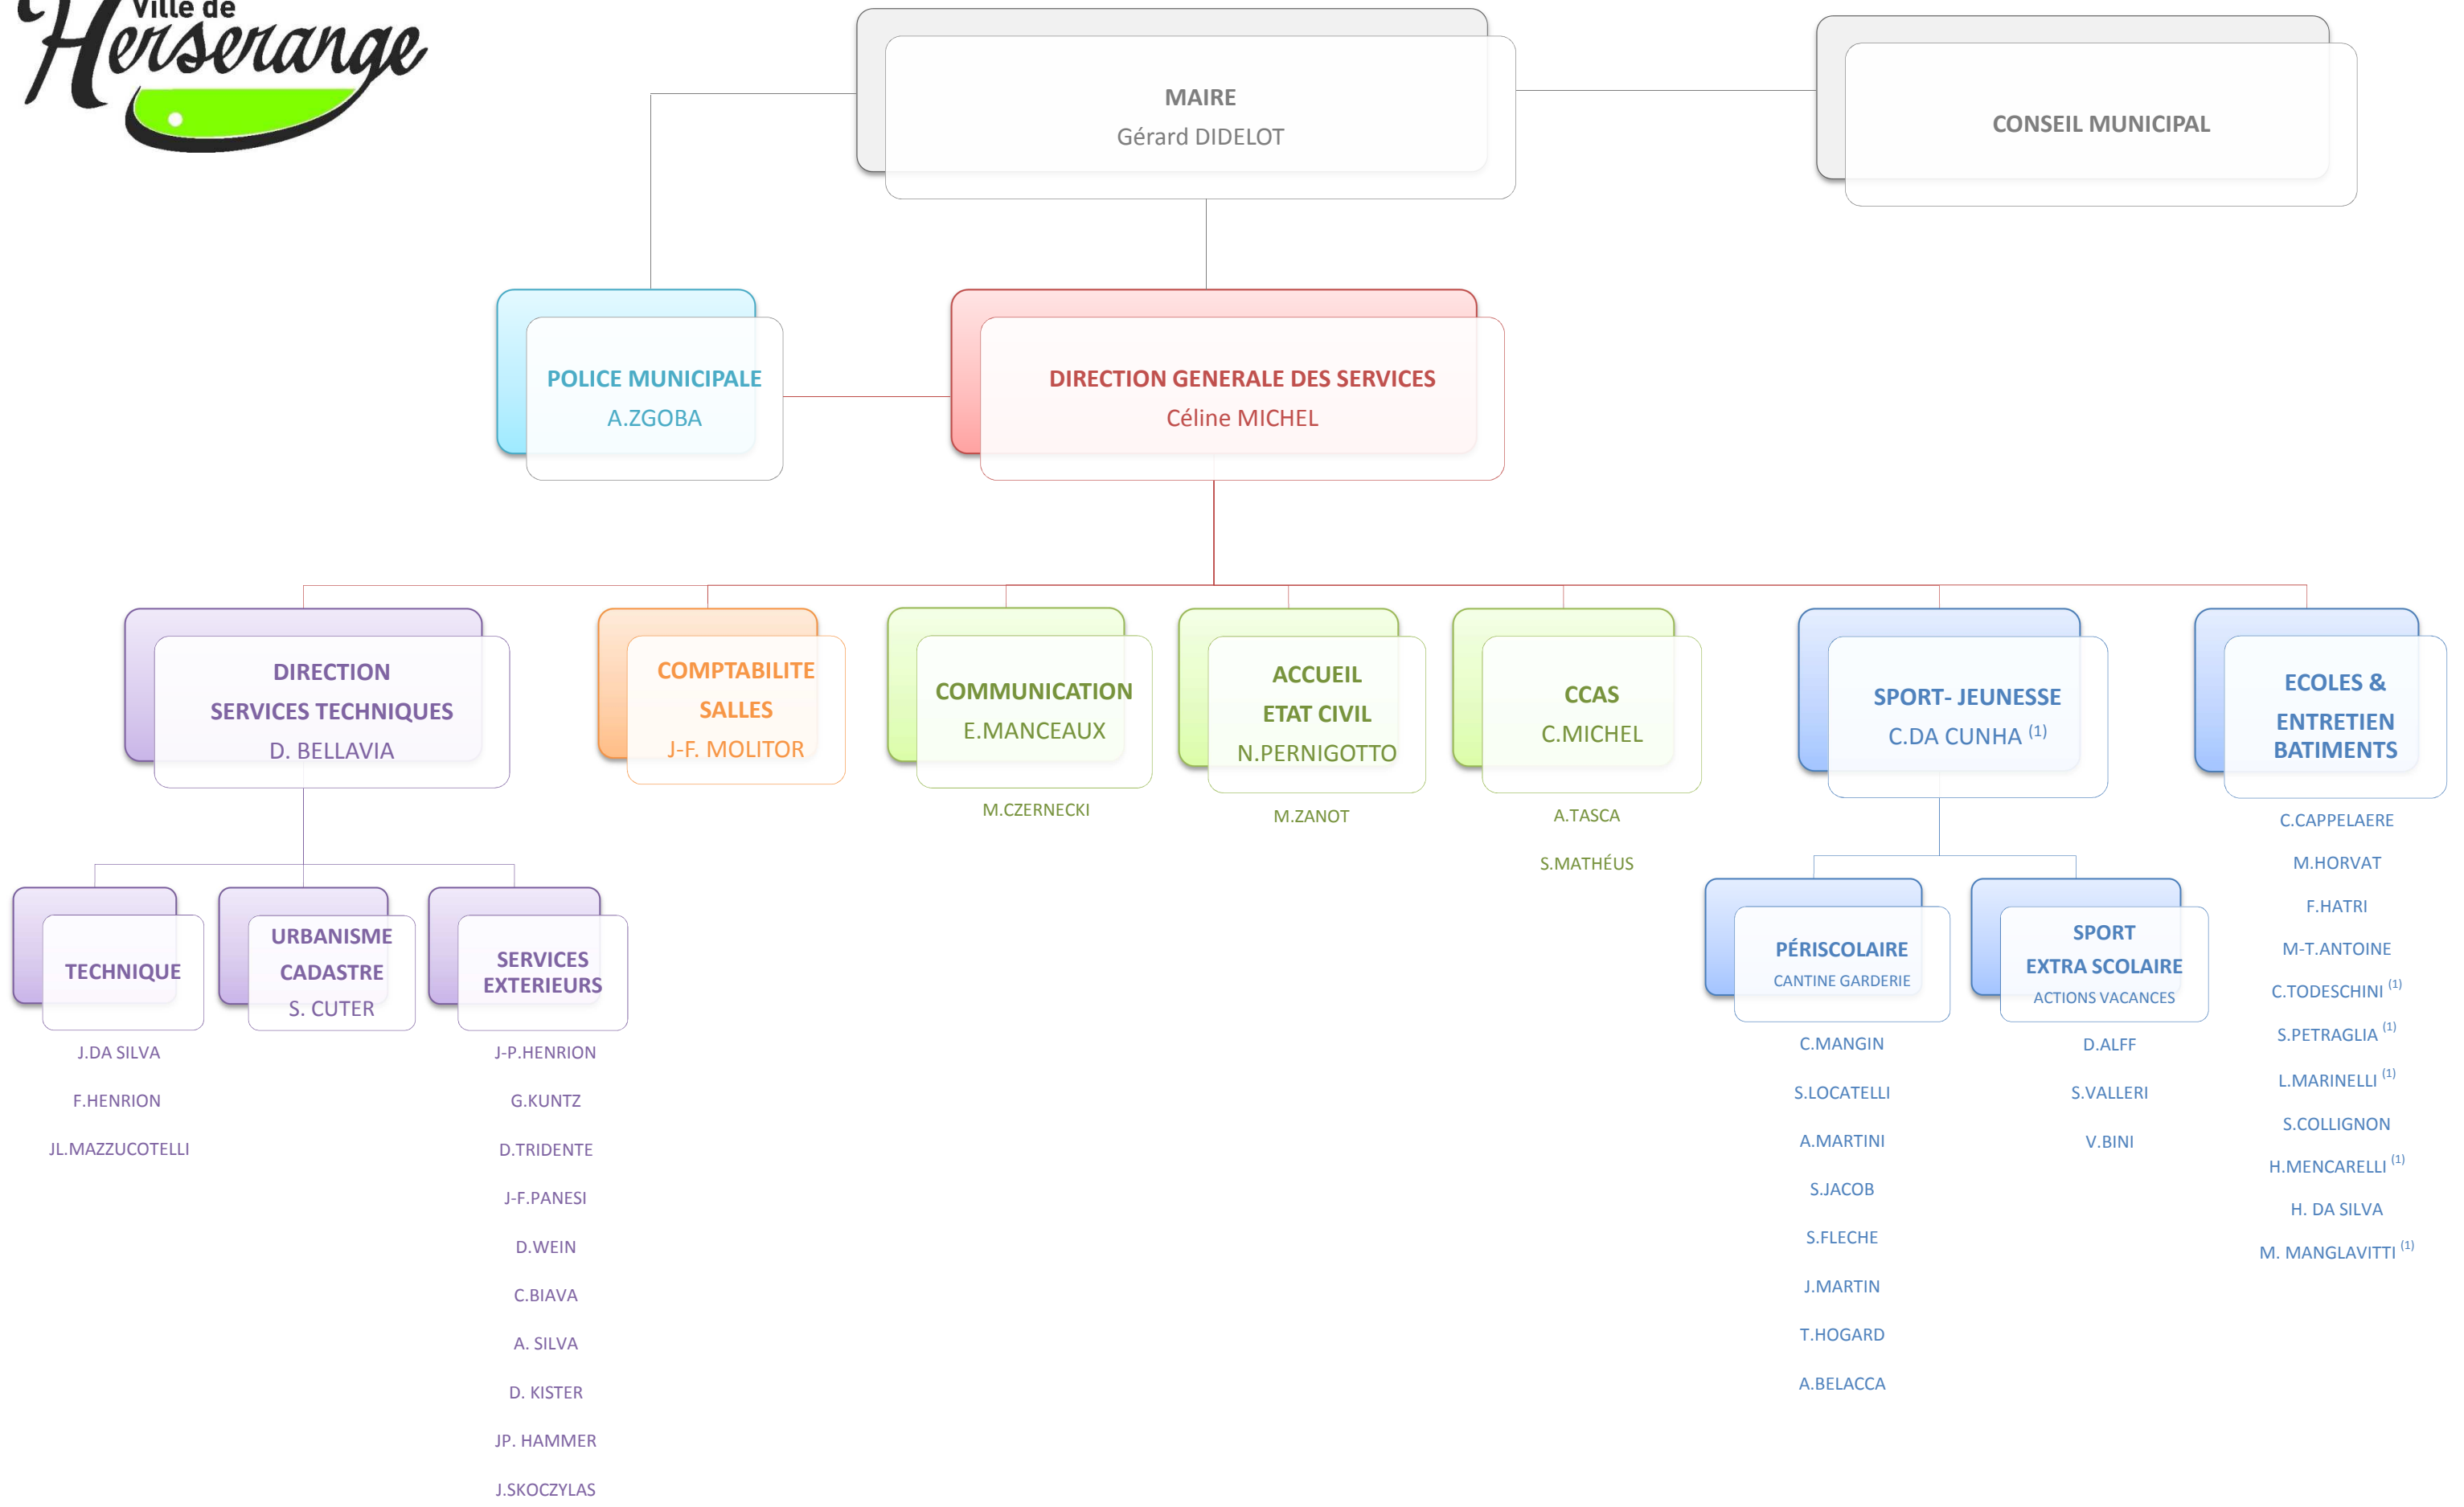 Ville de
Herserange
MAIRE
Gérard DIDELOT
CONSEIL MUNICIPAL
POLICE MUNICIPALE
A.ZGOBA
DIRECTION GENERALE DES SERVICES
Céline MICHEL
DIRECTION
SERVICES TECHNIQUES
D. BELLAVIA
COMPTABILITE
SALLES
J-F. MOLITOR
COMMUNICATION
E.MANCEAUX
M.CZERNECKI
ACCUEIL
ETAT CIVIL
N.PERNIGOTTO
M.ZANOT
CCAS
C.MICHEL
A.TASCA
S.MATHÉUS
SPORT- JEUNESSE
C.DA CUNHA (1)
ECOLES &
ENTRETIEN
BATIMENTS
C.CAPPELAERE
M.HORVAT
F.HATRI
M-T.ANTOINE
C.TODESCHINI (1)
S.PETRAGLIA (1)
L.MARINELLI (1)
S.COLLIGNON
H.MENCARELLI (1)
H. DA SILVA
M. MANGLAVITTI (1)
TECHNIQUE
J.DA SILVA
F.HENRION
JL.MAZZUCOTELLI
URBANISME
CADASTRE
S. CUTER
SERVICES
EXTERIEURS
J-P.HENRION
G.KUNTZ
D.TRIDENTE
J-F.PANESI
D.WEIN
C.BIAVA
A. SILVA
D. KISTER
JP. HAMMER
J.SKOCZYLAS
PÉRISCOLAIRE
CANTINE GARDERIE
C.MANGIN
S.LOCATELLI
A.MARTINI
S.JACOB
S.FLECHE
J.MARTIN
T.HOGARD
A.BELACCA
SPORT
EXTRA SCOLAIRE
ACTIONS VACANCES
D.ALFF
S.VALLERI
V.BINI